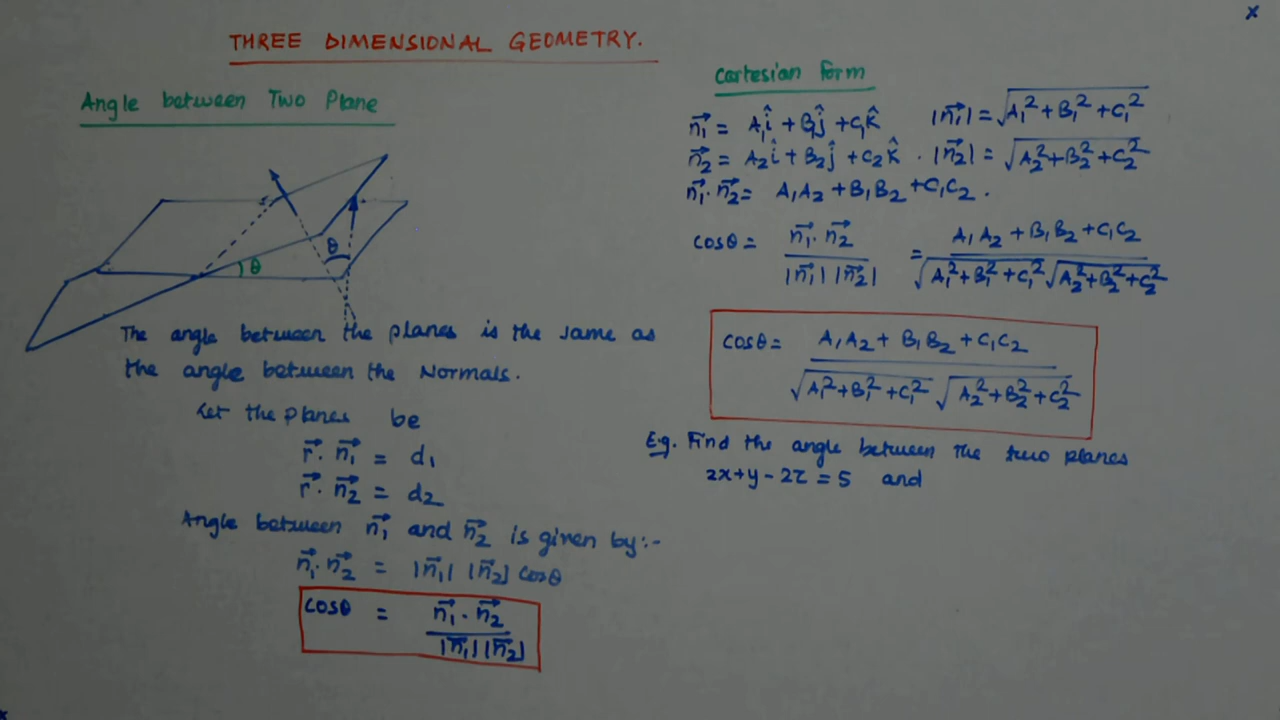 THREE DIMENSIONAL GEOMETRY.
Angle between Two Plane
θ
θ
The angle between the planes is the same as
the angle between the Normals.
Let the planes be
r⃗. n⃗₁ = d₁
r⃗. n⃗₂ = d₂
Angle between n⃗₁ and n⃗₂ is given by:-
n⃗₁. n⃗₂ = |n⃗₁| |n⃗₂| cosθ
cosθ = n⃗₁. n⃗₂ / |n⃗₁| |n⃗₂|
Cartesian form
n⃗₁ = A₁î + B₁ĵ + C₁k̂ |n⃗₁| = √(A₁² + B₁² + C₁²)
n⃗₂ = A₂î + B₂ĵ + C₂k̂ . |n⃗₂| = √(A₂² + B₂² + C₂²)
n⃗₁. n⃗₂ = A₁A₂ + B₁B₂ + C₁C₂ .
cosθ = n⃗₁. n⃗₂ / |n⃗₁| |n⃗₂| = A₁A₂ + B₁B₂ + C₁C₂ / √(A₁² + B₁² + C₁²) √(A₂² + B₂² + C₂²)
cosθ = A₁A₂ + B₁B₂ + C₁C₂ / √(A₁² + B₁² + C₁²) √(A₂² + B₂² + C₂²)
E.g. Find the angle between the two planes
2x+y-2z = 5 and